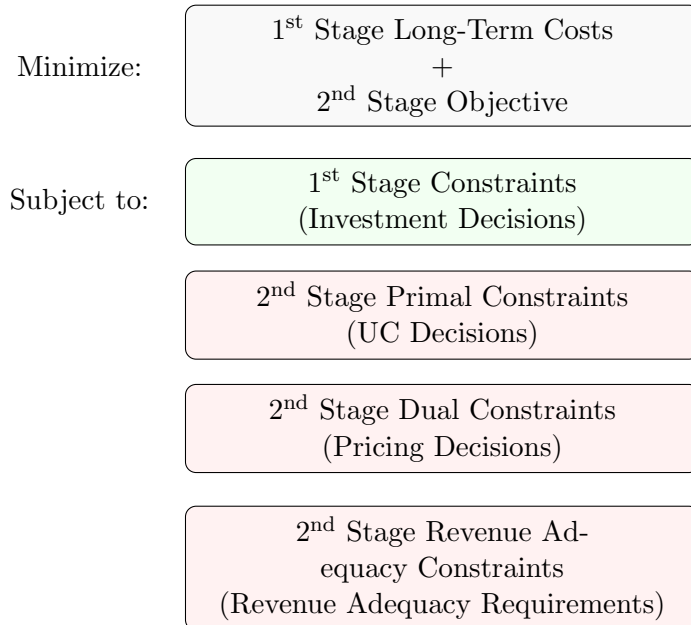 Minimize:
1st Stage Long-Term Costs
+
2nd Stage Objective
Subject to:
1st Stage Constraints
(Investment Decisions)
2nd Stage Primal Constraints
(UC Decisions)
2nd Stage Dual Constraints
(Pricing Decisions)
2nd Stage Revenue Ad-
equacy Constraints
(Revenue Adequacy Requirements)